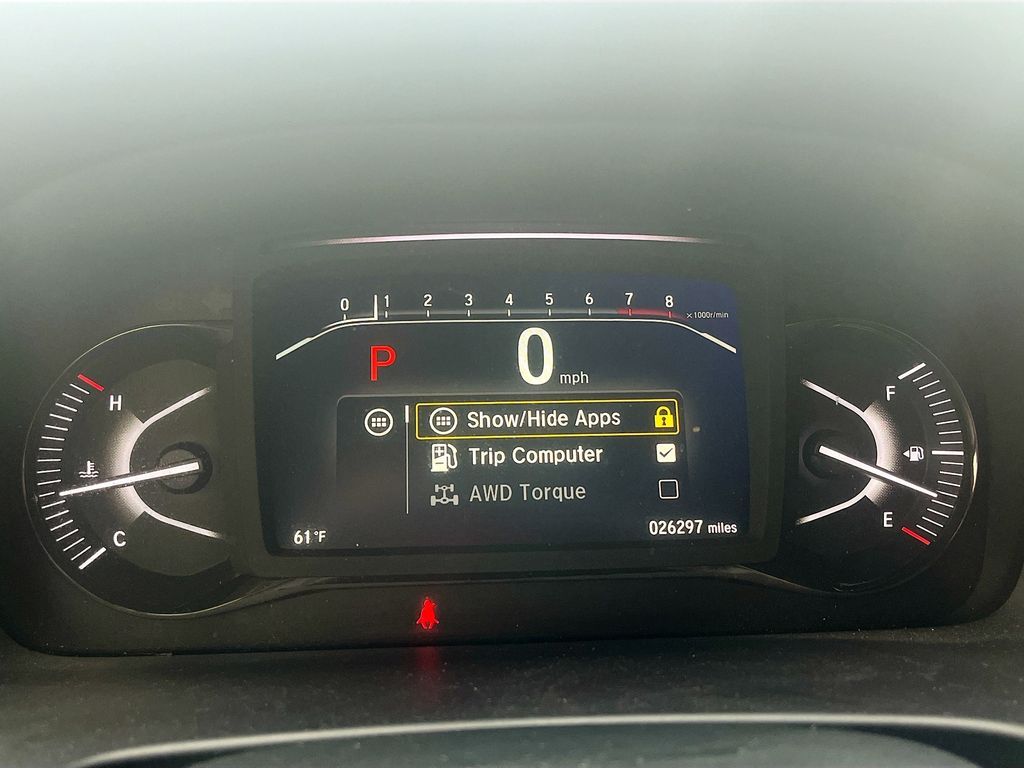 0 1 2 3 4 5 6 7 8 ×1000r/min
P 0 mph
H
F
Show/Hide Apps
Trip Computer
AWD Torque
C
E
61°F 026297 miles